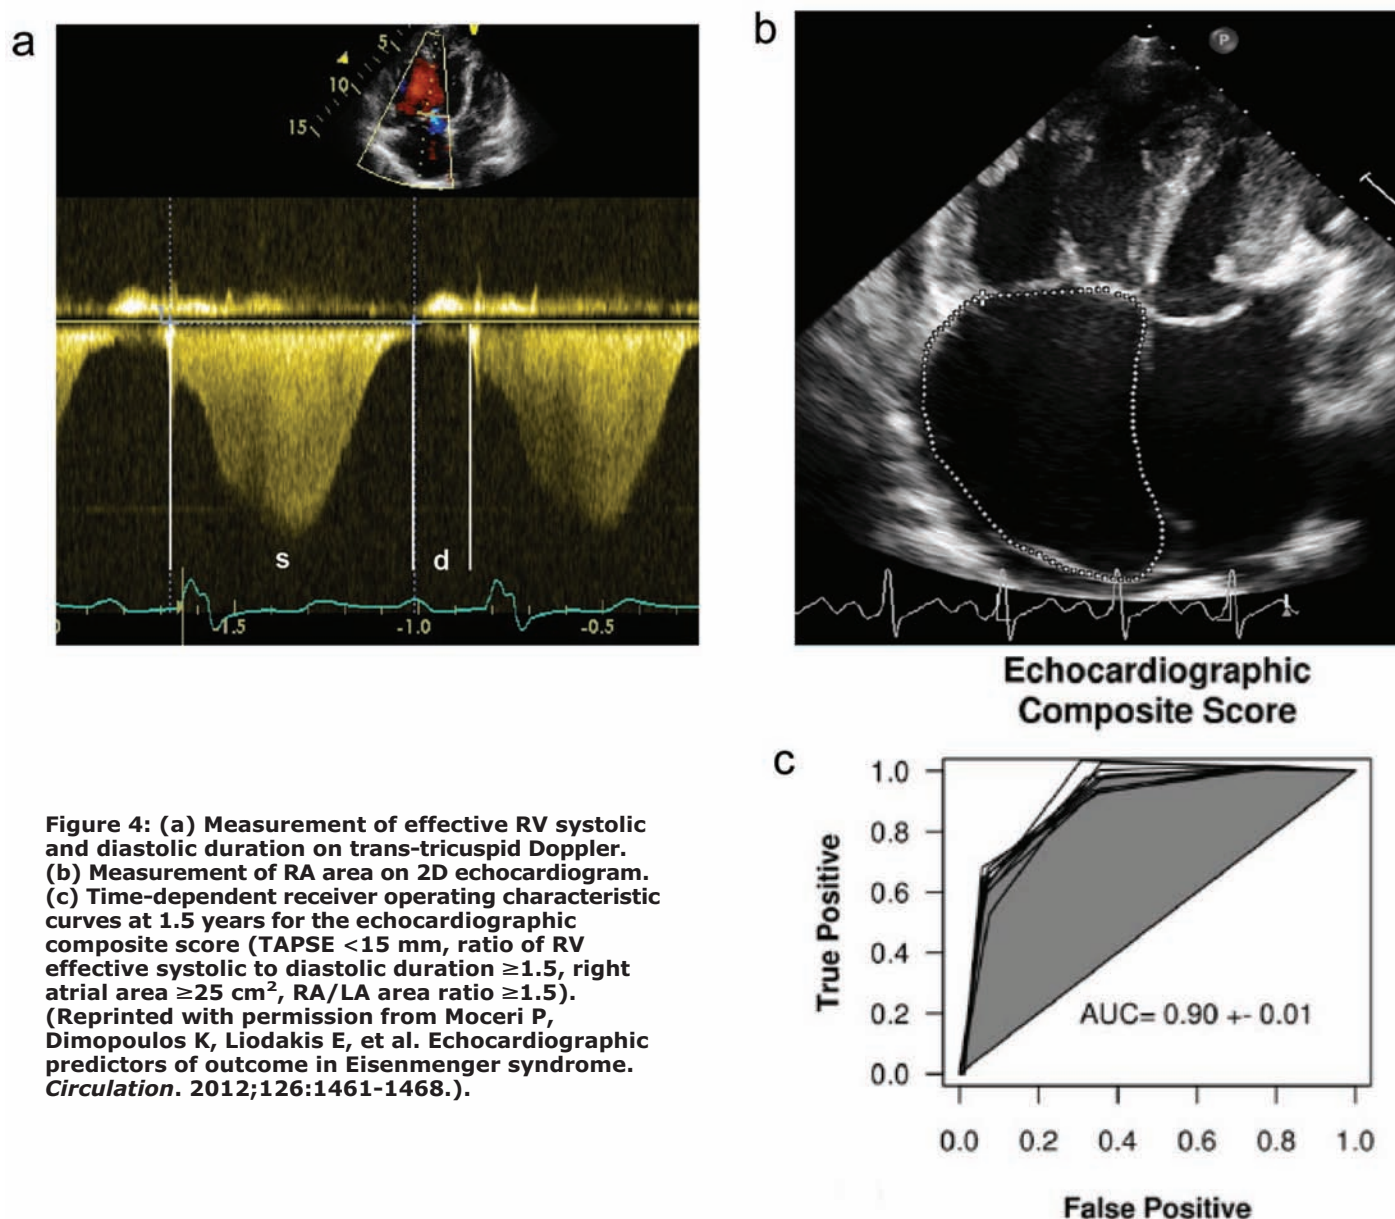 a
5
10
15
s
d
0
-1.5
-1.0
-0.5
b
P
Echocardiographic
Composite Score
c
1.0
0.8
0.6
0.4
0.2
0.0
True Positive
AUC= 0.90 +- 0.01
0.0 0.2 0.4 0.6 0.8 1.0
False Positive
Figure 4: (a) Measurement of effective RV systolic
and diastolic duration on trans-tricuspid Doppler.
(b) Measurement of RA area on 2D echocardiogram.
(c) Time-dependent receiver operating characteristic
curves at 1.5 years for the echocardiographic
composite score (TAPSE <15 mm, ratio of RV
effective systolic to diastolic duration ≥1.5, right
atrial area ≥25 cm², RA/LA area ratio ≥1.5).
(Reprinted with permission from Moceri P,
Dimopoulos K, Liodakis E, et al. Echocardiographic
predictors of outcome in Eisenmenger syndrome.
Circulation. 2012;126:1461-1468.).